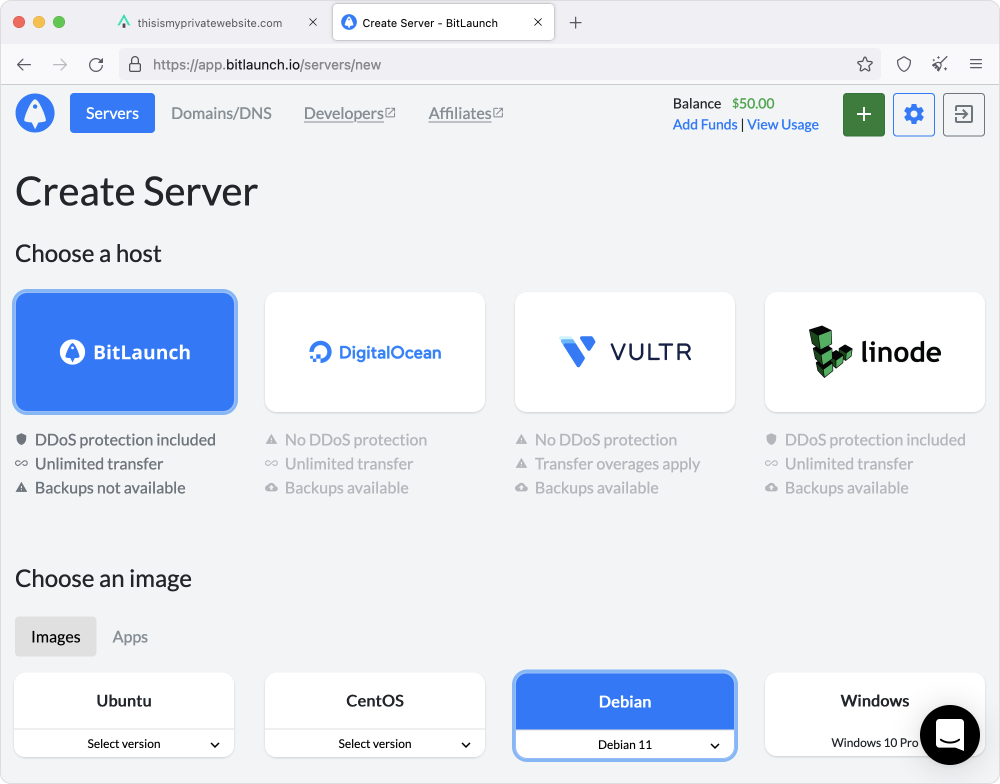 thisismyprivatewebsite.com
Create Server - BitLaunch
https://app.bitlaunch.io/servers/new
Servers
Domains/DNS
Developers
Affiliates
Balance $50.00
Add Funds | View Usage
Create Server
Choose a host
BitLaunch
DigitalOcean
VULTR
linode
DDoS protection included
Unlimited transfer
Backups not available
No DDoS protection
Unlimited transfer
Backups available
No DDoS protection
Transfer overages apply
Backups available
DDoS protection included
Unlimited transfer
Backups available
Choose an image
Images
Apps
Ubuntu
Select version
CentOS
Select version
Debian
Debian 11
Windows
Windows 10 Pro